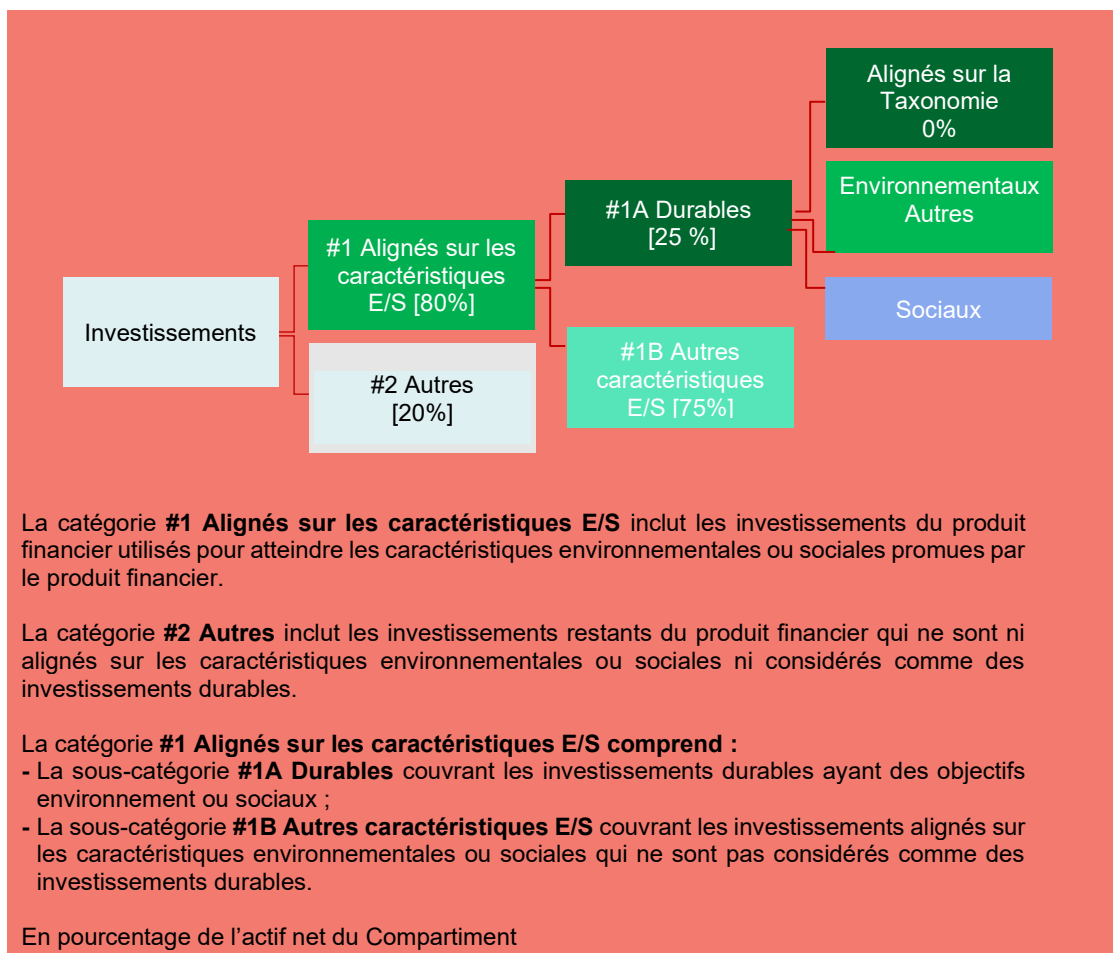 Alignés sur la
Taxonomie
0%
Environnementaux
Autres
#1A Durables
[25 %]
#1 Alignés sur les
caractéristiques
E/S [80%]
Sociaux
Investissements
#1B Autres
caractéristiques
E/S [75%]
#2 Autres
[20%]
La catégorie #1 Alignés sur les caractéristiques E/S inclut les investissements du produit
financier utilisés pour atteindre les caractéristiques environnementales ou sociales promues par
le produit financier.
La catégorie #2 Autres inclut les investissements restants du produit financier qui ne sont ni
alignés sur les caractéristiques environnementales ou sociales ni considérés comme des
investissements durables.
La catégorie #1 Alignés sur les caractéristiques E/S comprend :
- La sous-catégorie #1A Durables couvrant les investissements durables ayant des objectifs
environnement ou sociaux ;
- La sous-catégorie #1B Autres caractéristiques E/S couvrant les investissements alignés sur
les caractéristiques environnementales ou sociales qui ne sont pas considérés comme des
investissements durables.
En pourcentage de l’actif net du Compartiment